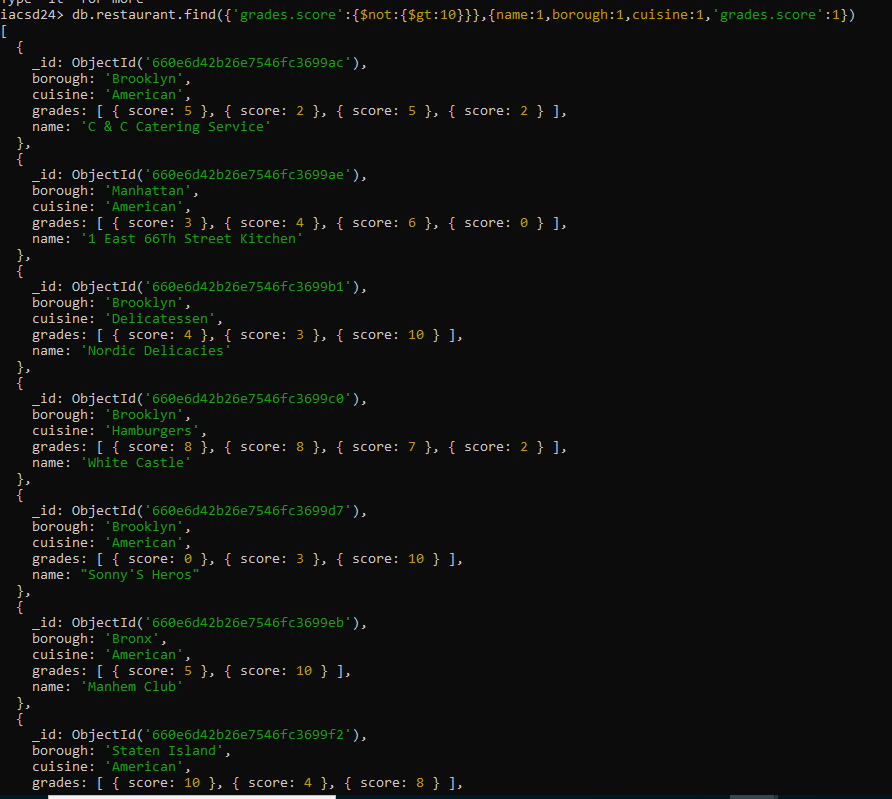 Type "it" for more
iacsd24> db.restaurant.find({'grades.score':{$not:{$gt:10}}},{name:1,borough:1,cuisine:1,'grades.score':1})
[
  {
    _id: ObjectId('660e6d42b26e7546fc3699ac'),
    borough: 'Brooklyn',
    cuisine: 'American',
    grades: [ { score: 5 }, { score: 2 }, { score: 5 }, { score: 2 } ],
    name: 'C & C Catering Service'
  },
  {
    _id: ObjectId('660e6d42b26e7546fc3699ae'),
    borough: 'Manhattan',
    cuisine: 'American',
    grades: [ { score: 3 }, { score: 4 }, { score: 6 }, { score: 0 } ],
    name: '1 East 66Th Street Kitchen'
  },
  {
    _id: ObjectId('660e6d42b26e7546fc3699b1'),
    borough: 'Brooklyn',
    cuisine: 'Delicatessen',
    grades: [ { score: 4 }, { score: 3 }, { score: 10 } ],
    name: 'Nordic Delicacies'
  },
  {
    _id: ObjectId('660e6d42b26e7546fc3699c0'),
    borough: 'Brooklyn',
    cuisine: 'Hamburgers',
    grades: [ { score: 8 }, { score: 8 }, { score: 7 }, { score: 2 } ],
    name: 'White Castle'
  },
  {
    _id: ObjectId('660e6d42b26e7546fc3699d7'),
    borough: 'Brooklyn',
    cuisine: 'American',
    grades: [ { score: 0 }, { score: 3 }, { score: 10 } ],
    name: "Sonny'S Heros"
  },
  {
    _id: ObjectId('660e6d42b26e7546fc3699eb'),
    borough: 'Bronx',
    cuisine: 'American',
    grades: [ { score: 5 }, { score: 10 } ],
    name: 'Manhem Club'
  },
  {
    _id: ObjectId('660e6d42b26e7546fc3699f2'),
    borough: 'Staten Island',
    cuisine: 'American',
    grades: [ { score: 10 }, { score: 4 }, { score: 8 } ],